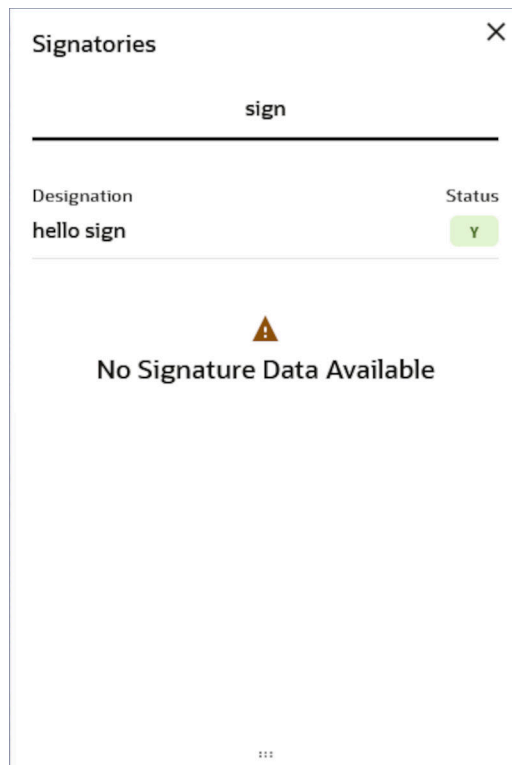 Signatories
sign
Designation Status
hello sign Y
No Signature Data Available